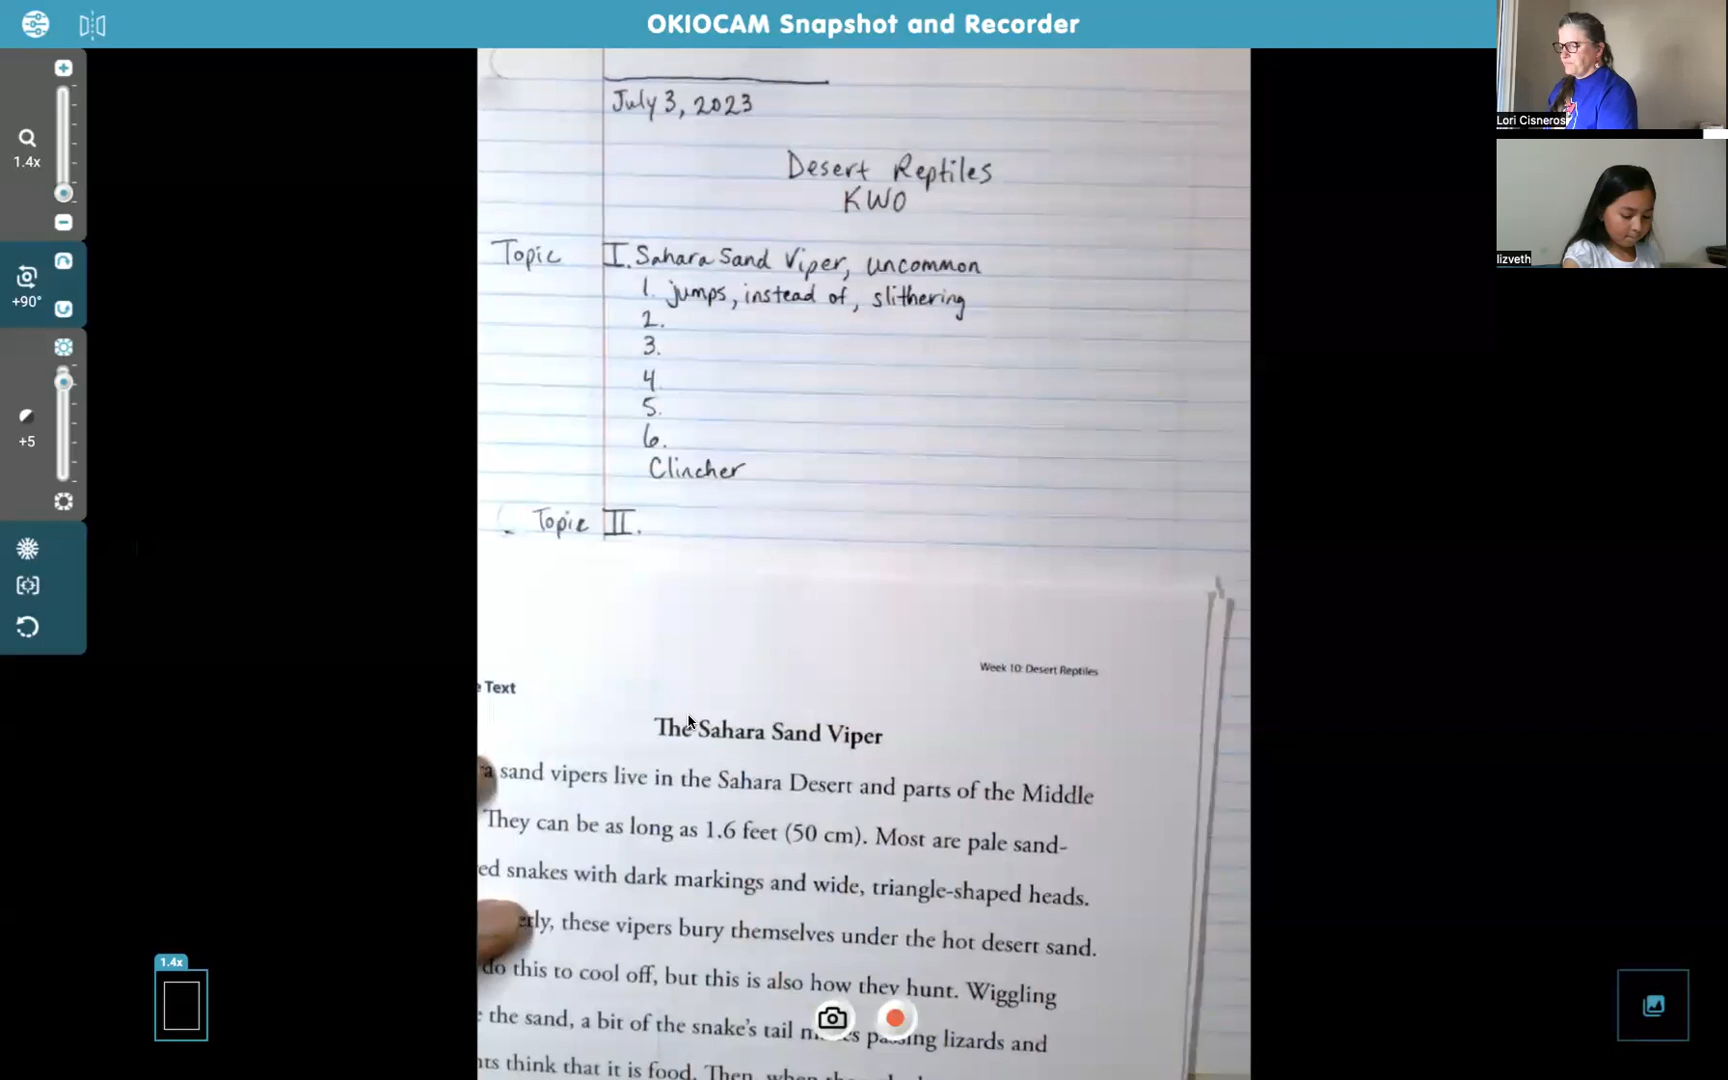 OKIOCAM Snapshot and Recorder
Lori Cisneros
lizveth
1.4x
+90°
+5
1.4x
July 3, 2023
Desert Reptiles
KWO
Topic I. Sahara Sand Viper, uncommon
1. jumps, instead of, slithering
2.
3.
4
5.
6.
Clincher
Topic II.
Week 10: Desert Reptiles
Text
The Sahara Sand Viper
sand vipers live in the Sahara Desert and parts of the Middle
They can be as long as 1.6 feet (50 cm). Most are pale sand-
snakes with dark markings and wide, triangle-shaped heads.
these vipers bury themselves under the hot desert sand.
do this to cool off, but this is also how they hunt. Wiggling
the sand, a bit of the snake's tail lizards and
think that it is food. Then, when